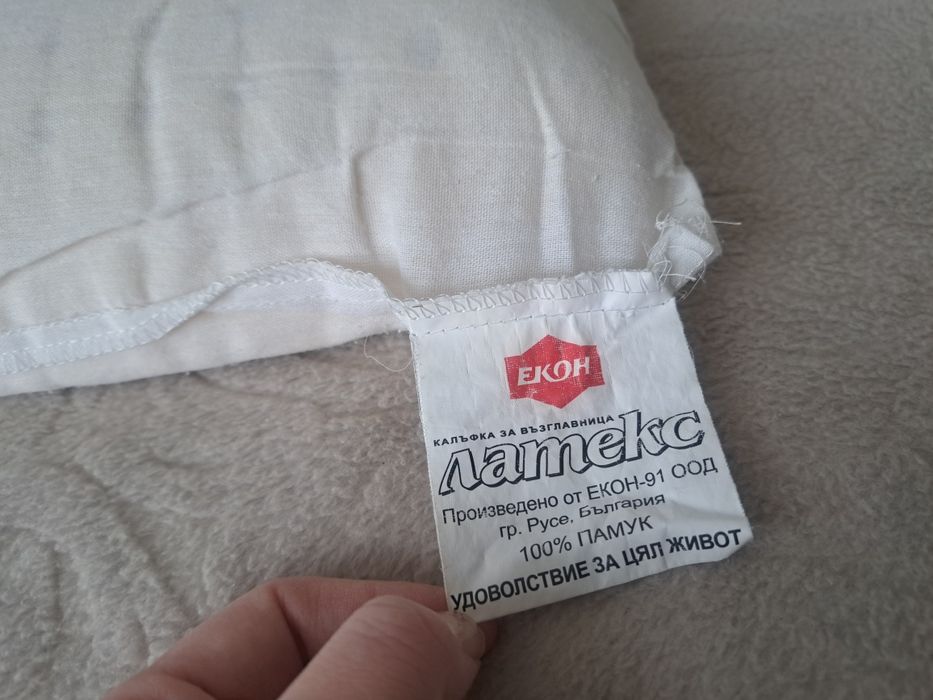 ЕКОН
КАЛЪФКА ЗА ВЪЗГЛАВНИЦА
Латекс
Произведено от ЕКОН-91 ООД
гр. Русе, България
100% ПАМУК
УДОВОЛСТВИЕ ЗА ЦЯЛ ЖИВОТ